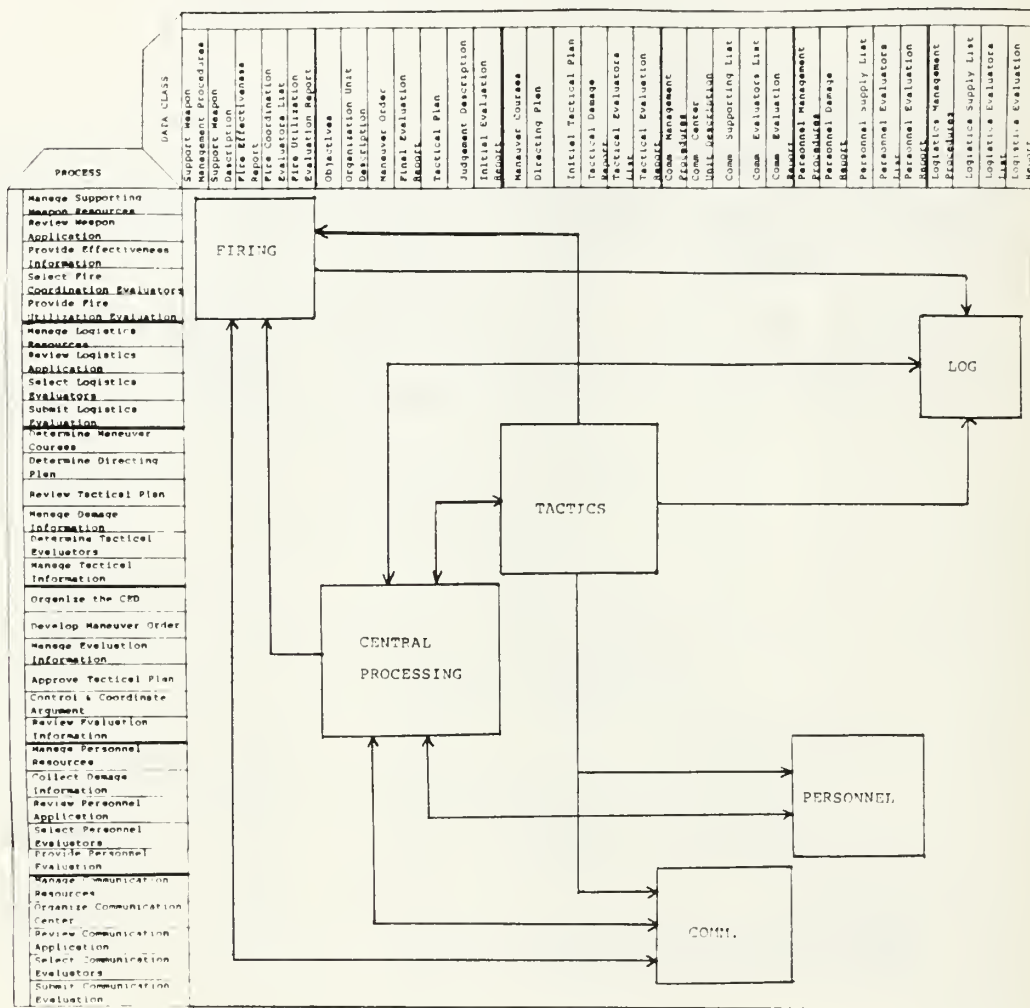 DATA CLASS
Support Weapon
Management Procedures
Support Weapon
Description
Fire Effectiveness
Report
Fire Coordination
Evaluators List
Fire Utilization
Evaluation Report
Objectives
Organization Unit
Description
Maneuver Order
Final Evaluation
Report
Tactical Plan
Judgement Description
Initial Evaluation
Report
Maneuver Courses
Directing Plan
Initial Tactical Plan
Tactical Damage
Report
Tactical Evaluators
List
Tactical Evaluation
Report
Comm Management
Procedures
Comm Center
Unit Description
Comm Supporting List
Comm Evaluators List
Comm Evaluation
Report
Personnel Management
Procedures
Personnel Damage
Report
Personnel Supply List
Personnel Evaluators
List
Personnel Evaluation
Report
Logistics Management
Procedures
Logistics Supply List
Logistics Evaluators
List
Logistics Evaluation
Report
PROCESS
Manage Supporting
Weapon Resources
Review Weapon
Application
Provide Effectiveness
Information
Select Fire
Coordination Evaluators
Provide Fire
Utilization Evaluation
Manage Logistics
Resources
Review Logistics
Application
Select Logistics
Evaluators
Submit Logistics
Evaluation
Determine Maneuver
Courses
Determine Directing
Plan
Review Tactical Plan
Manage Damage
Information
Determine Tactical
Evaluators
Manage Tactical
Information
Organize the CPD
Develop Maneuver Order
Manage Evaluation
Information
Approve Tactical Plan
Control & Coordinate
Argument
Review Evaluation
Information
Manage Personnel
Resources
Collect Damage
Information
Review Personnel
Application
Select Personnel
Evaluators
Provide Personnel
Evaluation
Manage Communication
Resources
Organize Communication
Center
Review Communication
Application
Select Communication
Evaluators
Submit Communication
Evaluation
FIRING
LOG
TACTICS
CENTRAL
PROCESSING
PERSONNEL
COMM.